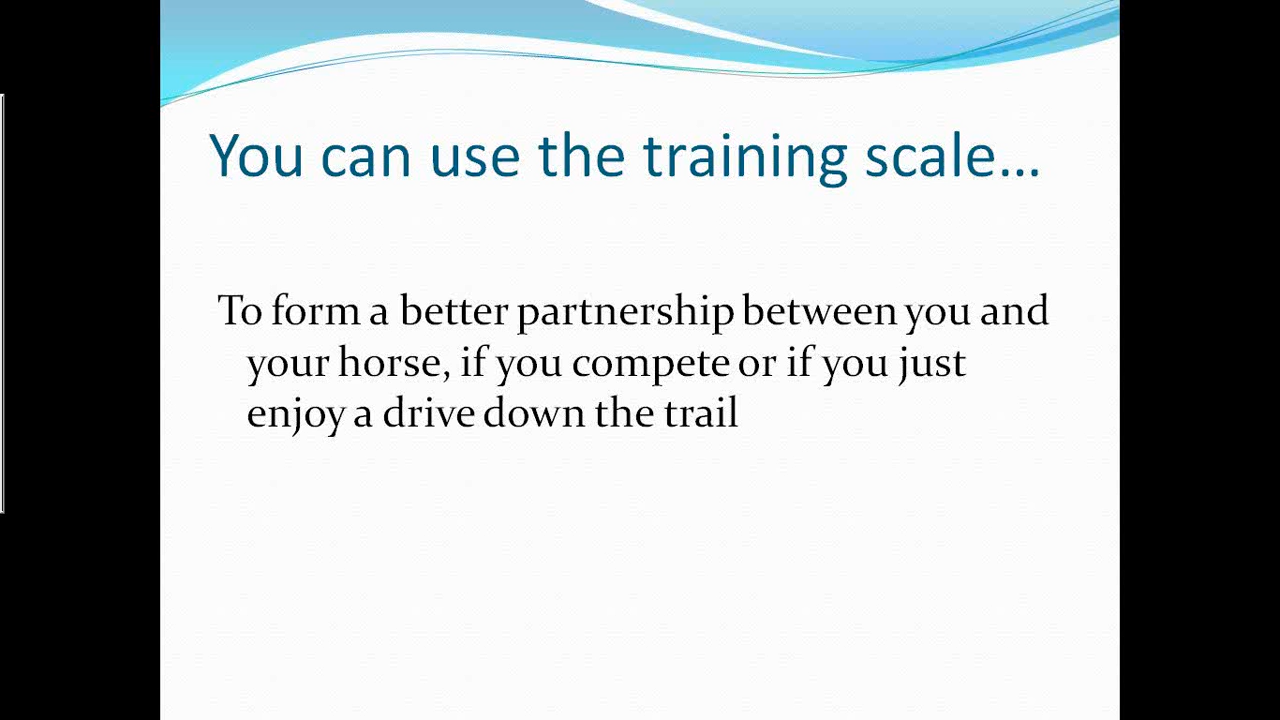 You can use the training scale…
To form a better partnership between you and
your horse, if you compete or if you just
enjoy a drive down the trail